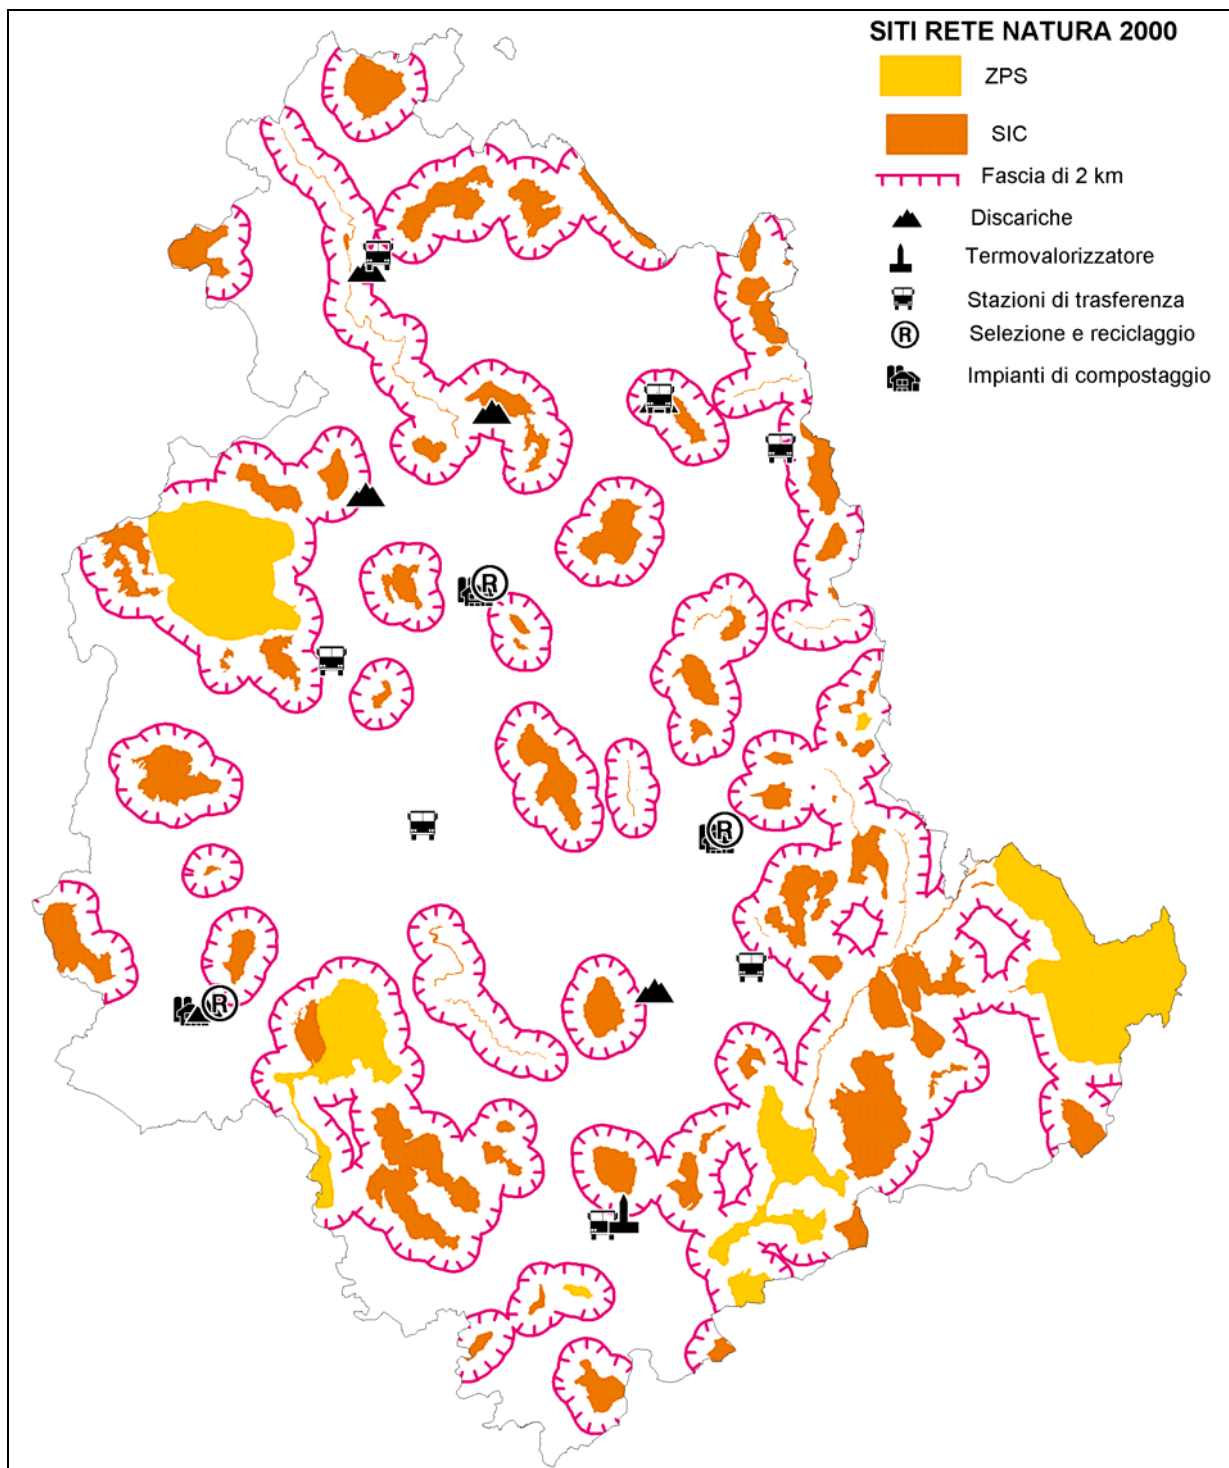 SITI RETE NATURA 2000
ZPS
SIC
Fascia di 2 km
Discariche
Termovalorizzatore
Stazioni di trasferenza
R Selezione e reciclaggio
Impianti di compostaggio
R
R
R